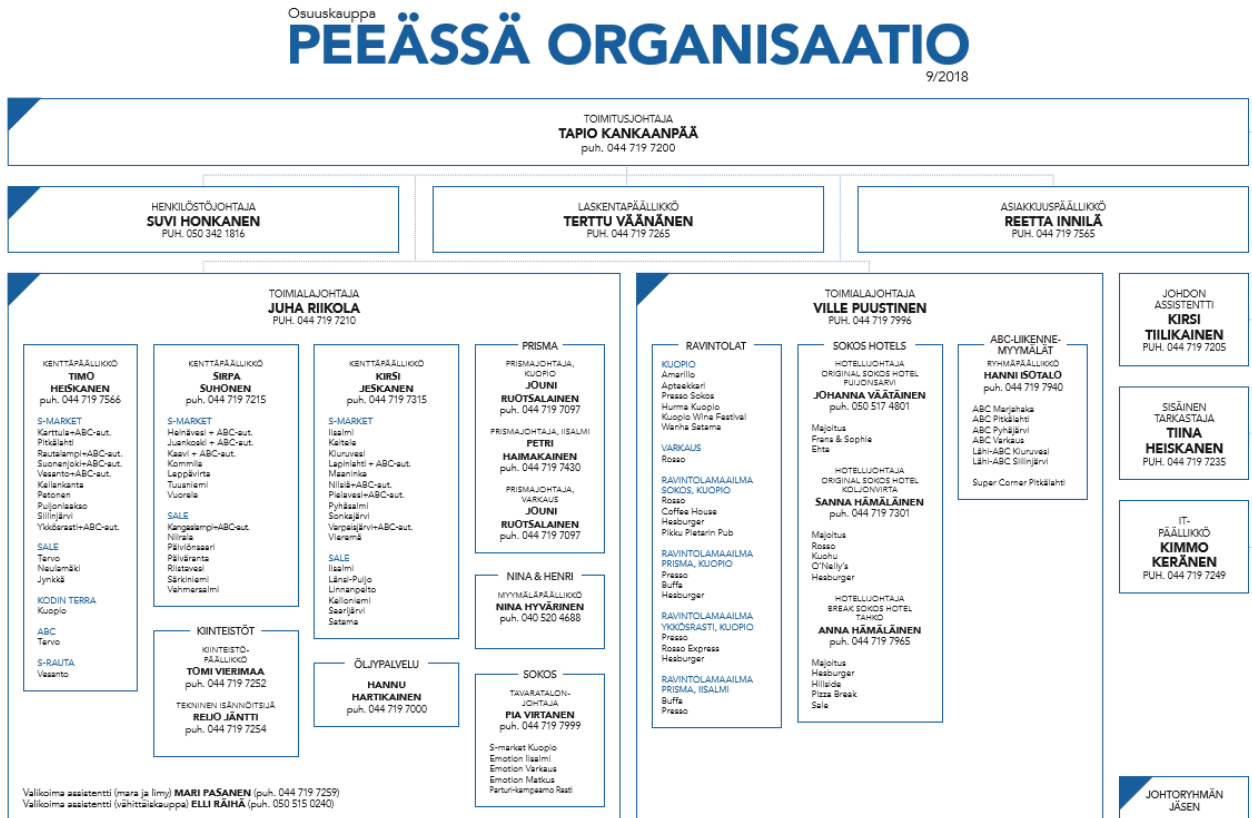 Osuuskauppa
PEEÄSSÄ ORGANISAATIO
9/2018
TOIMITUSJOHTAJA
TAPIO KANKAANPÄÄ
puh. 044 719 7200
HENKILÖSTÖJOHTAJA
SUVI HONKANEN
PUH. 050 342 1816
LASKENTAPÄÄLLIKKÖ
TERTTU VÄÄNÄNEN
PUH. 044 719 7265
ASIAKKUUSPÄÄLLIKKÖ
REETTA INNILÄ
PUH. 044 719 7565
TOIMIALAJOHTAJA
JUHA RIIKOLA
PUH. 044 719 7210
KENTTÄPÄÄLLIKKÖ
TIMO
HEISKANEN
puh. 044 719 7566
S-MARKET
Karttula+ABC-aut.
Pitkälahti
Rautalampi+ABC-aut.
Suonenjoki+ABC-aut.
Vesanto+ABC-aut.
Keilankanta
Petonen
Puijonlaakso
Siilinjärvi
Ykkösrasti+ABC-aut.
SALE
Tervo
Neulamäki
Jynkkä
KODIN TERRA
Kuopio
ABC
Tervo
S-RAUTA
Vesanto
KENTTÄPÄÄLLIKKÖ
SIRPA
SUHONEN
puh. 044 719 7215
S-MARKET
Heinävesi + ABC-aut.
Juankoski + ABC-aut.
Kaavi + ABC-aut.
Kommila
Leppävirta
Tuusniemi
Vuorela
SALE
Kangaslampi+ABC-aut.
Niirala
Päiviönsaari
Päiväranta
Riistavesi
Särkiniemi
Vehmersalmi
KIINTEISTÖT
KIINTEISTÖ-
PÄÄLLIKKÖ
TOMI VIERIMAA
puh. 044 719 7252
TEKNINEN ISÄNNÖITSIJÄ
REIJO JÄNTTI
puh. 044 719 7254
KENTTÄPÄÄLLIKKÖ
KIRSI
JESKANEN
puh. 044 719 7315
S-MARKET
Iisalmi
Keitele
Kiuruvesi
Lapinlahti + ABC-aut.
Maaninka
Nilsiä+ABC-aut.
Pielavesi+ABC-aut.
Pyhäsalmi
Sonkajärvi
Varpaisjärvi+ABC-aut.
Vieremä
SALE
Iisalmi
Länsi-Puijo
Linnanpelto
Kalloniemi
Saarijärvi
Satama
ÖLJYPALVELU
HANNU
HARTIKAINEN
puh. 044 719 7000
PRISMA
PRISMAJOHTAJA,
KUOPIO
JOUNI
RUOTSALAINEN
puh. 044 719 7097
PRISMAJOHTAJA, IISALMI
PETRI
HAIMAKAINEN
puh. 044 719 7430
PRISMAJOHTAJA,
VARKAUS
JOUNI
RUOTSALAINEN
puh. 044 719 7097
NINA & HENRI
MYYMÄLÄPÄÄLLIKKÖ
NINA HYVÄRINEN
puh. 040 520 4688
SOKOS
TAVARATALON-
JOHTAJA
PIA VIRTANEN
puh. 044 719 7999
S-market Kuopio
Emotion Iisalmi
Emotion Varkaus
Emotion Matkus
Parturi-kampaamo Rasti
Valikoima assistentti (mara ja limy) MARI PASANEN (puh. 044 719 7259)
Valikoima assistentti (vähittäiskauppa) ELLI RÄIHÄ (puh. 050 515 0240)
TOIMIALAJOHTAJA
VILLE PUUSTINEN
PUH. 044 719 7996
RAVINTOLAT
KUOPIO
Amarillo
Apteekkari
Presso Sokos
Hurma Kuopio
Kuopio Wine Festival
Wanha Satama
VARKAUS
Rosso
RAVINTOLAMAAILMA
SOKOS, KUOPIO
Rosso
Coffee House
Hesburger
Pikku Pietarin Pub
RAVINTOLAMAAILMA
PRISMA, KUOPIO
Presso
Buffa
Hesburger
RAVINTOLAMAAILMA
YKKÖSRASTI, KUOPIO
Presso
Rosso Express
Hesburger
RAVINTOLAMAAILMA
PRISMA, IISALMI
Buffa
Presso
SOKOS HOTELS
HOTELLIJOHTAJA
ORIGINAL SOKOS HOTEL
PUIJONSARVI
JOHANNA VÄÄTÄINEN
puh. 050 517 4801
Majoitus
Frans & Sophie
Ehta
HOTELLIJOHTAJA
ORIGINAL SOKOS HOTEL
KOLJONVIRTA
SANNA HÄMÄLÄINEN
puh. 044 719 7301
Majoitus
Rosso
Kuohu
O'Nelly's
Hesburger
HOTELLIJOHTAJA
BREAK SOKOS HOTEL
TAHKO
ANNA HÄMÄLÄINEN
puh. 044 719 7965
Majoitus
Hesburger
Hillside
Pizza Break
Sale
ABC-LIIKENNE-
MYYMÄLÄT
RYHMÄPÄÄLLIKKÖ
HANNI ISOTALO
puh. 044 719 7940
ABC Marjahaka
ABC Pitkälahti
ABC Pyhäjärvi
ABC Varkaus
Lähi-ABC Kiuruvesi
Lähi-ABC Siilinjärvi
Super Corner Pitkälahti
JOHDON
ASSISTENTTI
KIRSI
TIILIKAINEN
PUH. 044 719 7205
SISÄINEN
TARKASTAJA
TIINA
HEISKANEN
PUH. 044 719 7235
IT-
PÄÄLLIKKÖ
KIMMO
KERÄNEN
PUH. 044 719 7249
JOHTORYHMÄN
JÄSEN